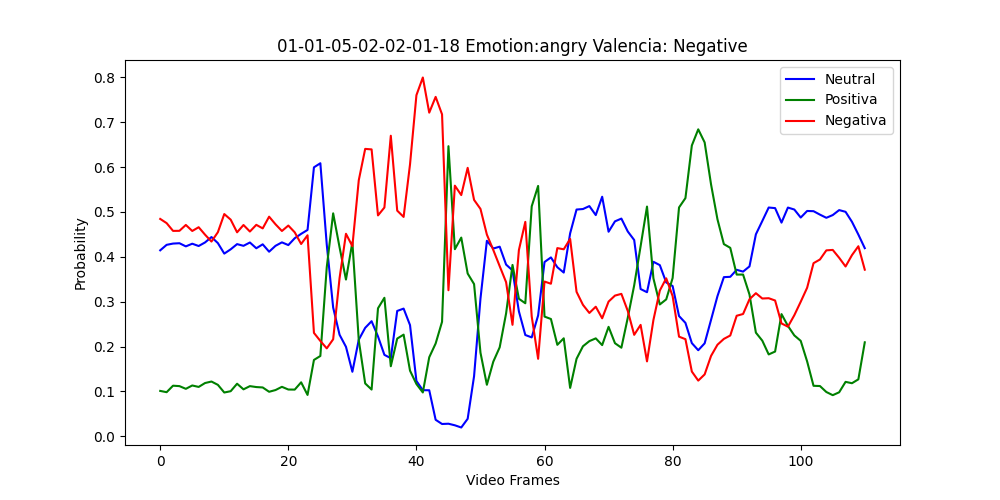 01-01-05-02-02-01-18 Emotion:angry Valencia: Negative
Neutral
Positiva
Negativa
Probability
0.8
0.7
0.6
0.5
0.4
0.3
0.2
0.1
0.0
0 20 40 60 80 100
Video Frames